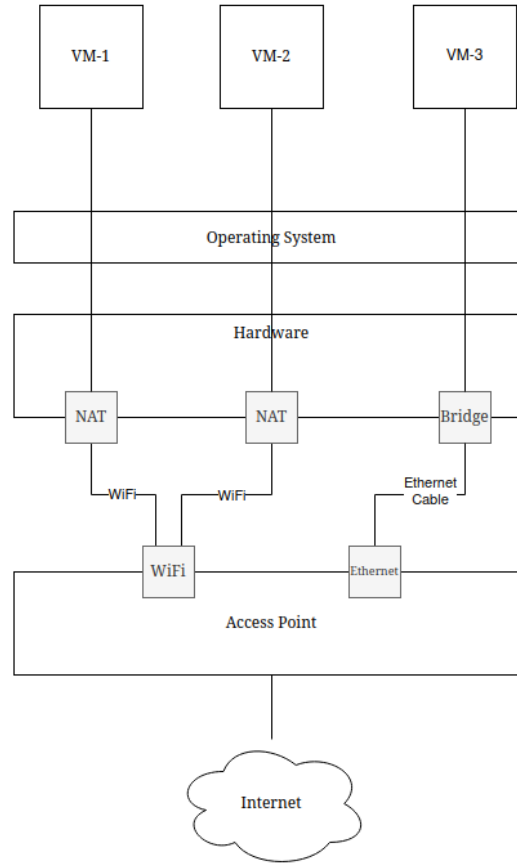 VM-1
VM-2
VM-3
Operating System
Hardware
NAT
NAT
Bridge
WiFi
WiFi
Ethernet
Cable
WiFi
Ethernet
Access Point
Internet